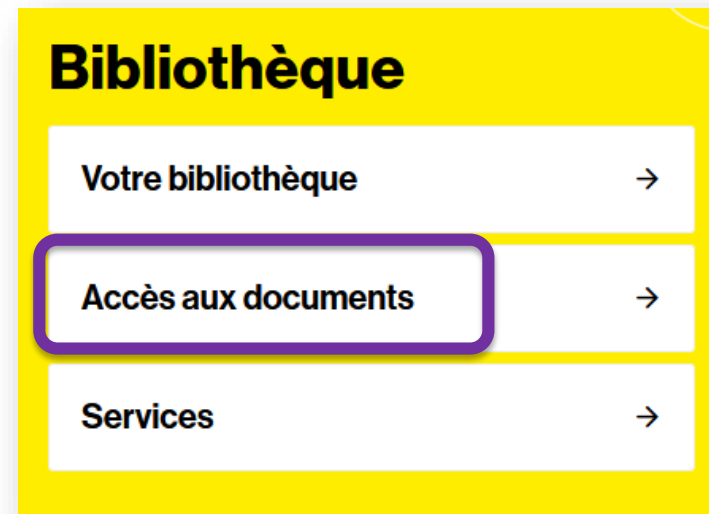 Bibliothèque
Votre bibliothèque
Accès aux documents
Services